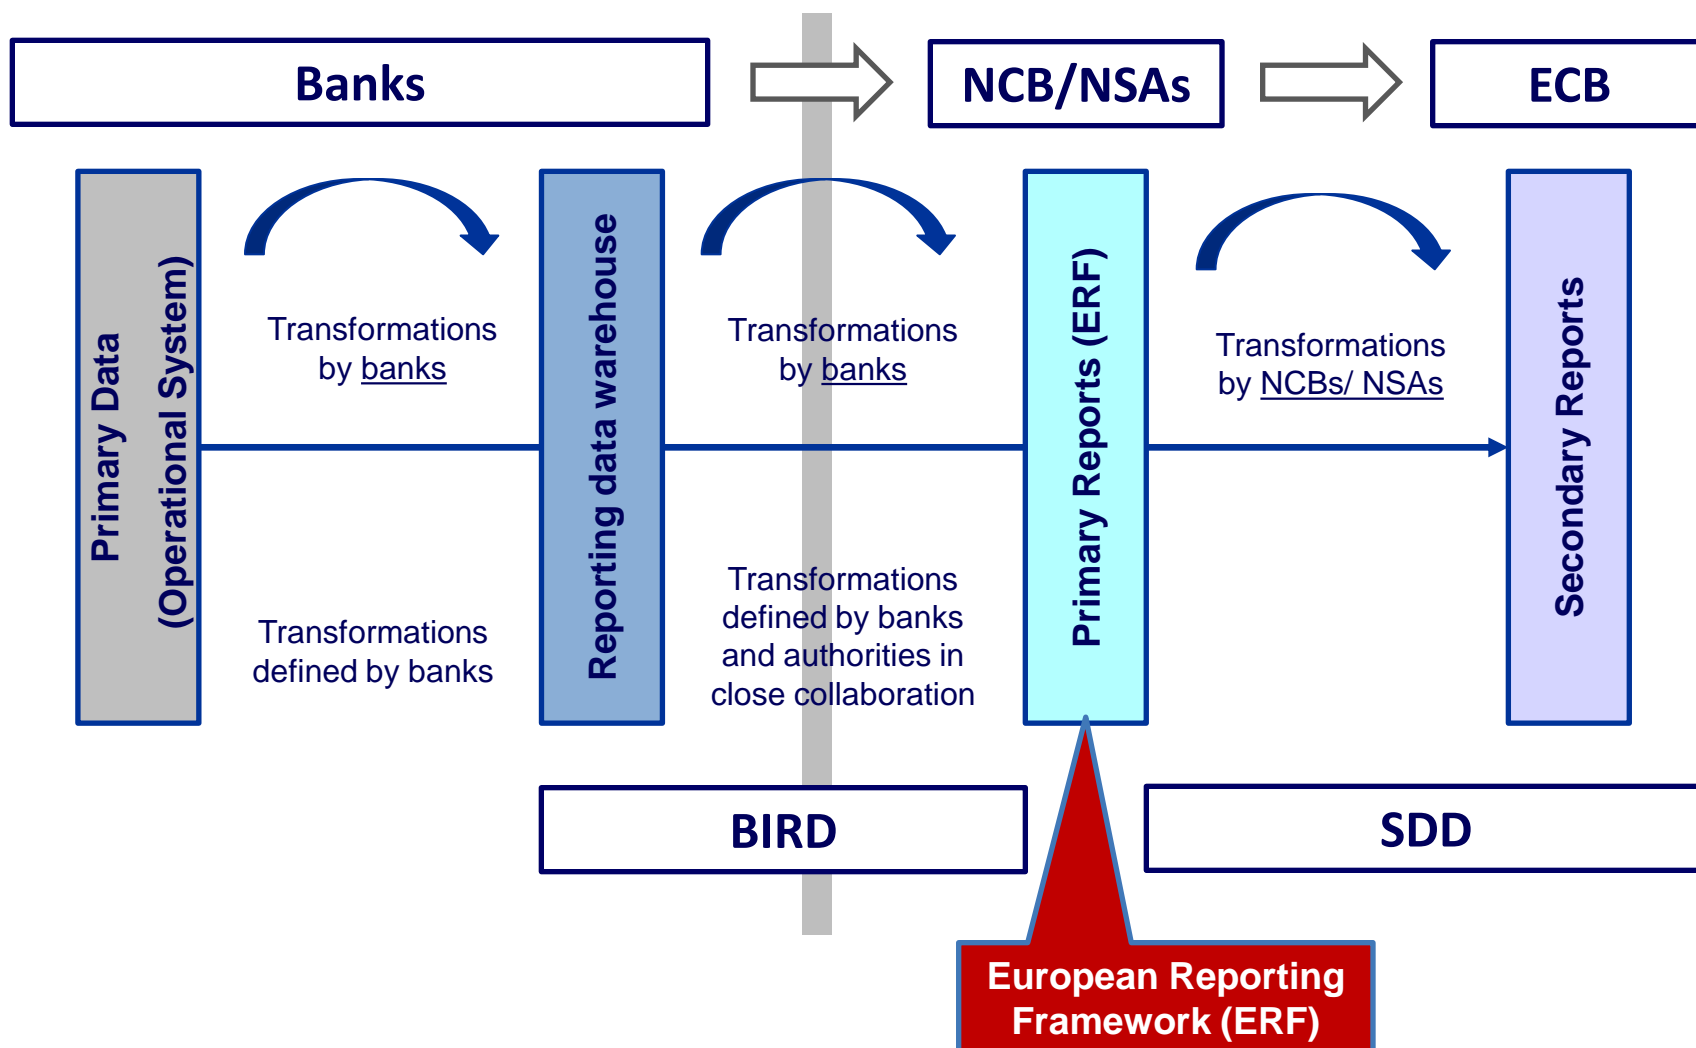 Banks
NCB/NSAs
ECB
Primary Data
(Operational System)
Transformations
by banks
Transformations
defined by banks
Reporting data warehouse
Transformations
by banks
Transformations
defined by banks
and authorities in
close collaboration
Primary Reports (ERF)
Transformations
by NCBs/ NSAs
Secondary Reports
BIRD
SDD
European Reporting
Framework (ERF)